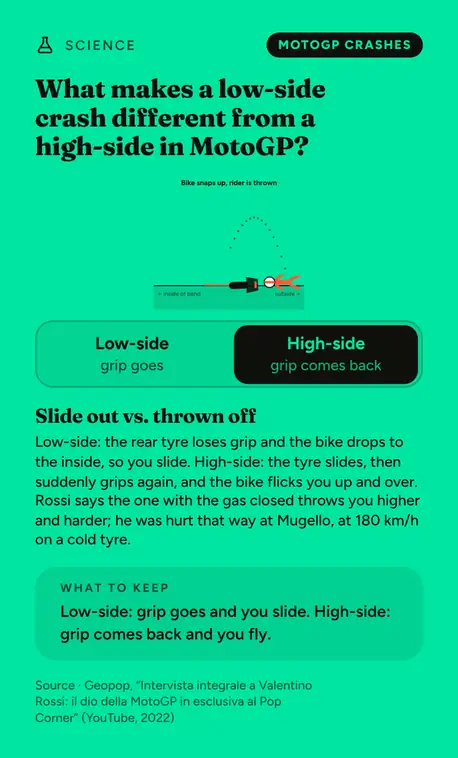 SCIENCE
MOTOGP CRASHES
What makes a low-side
crash different from a
high-side in MotoGP?
Bike snaps up, rider is thrown
← inside of bend
outside →
Low-side
grip goes
High-side
grip comes back
Slide out vs. thrown off
Low-side: the rear tyre loses grip and the bike drops to
the inside, so you slide. High-side: the tyre slides, then
suddenly grips again, and the bike flicks you up and over.
Rossi says the one with the gas closed throws you higher
and harder; he was hurt that way at Mugello, at 180 km/h
on a cold tyre.
WHAT TO KEEP
Low-side: grip goes and you slide. High-side:
grip comes back and you fly.
Source · Geopop, “Intervista integrale a Valentino
Rossi: il dio della MotoGP in esclusiva al Pop
Corner” (YouTube, 2022)